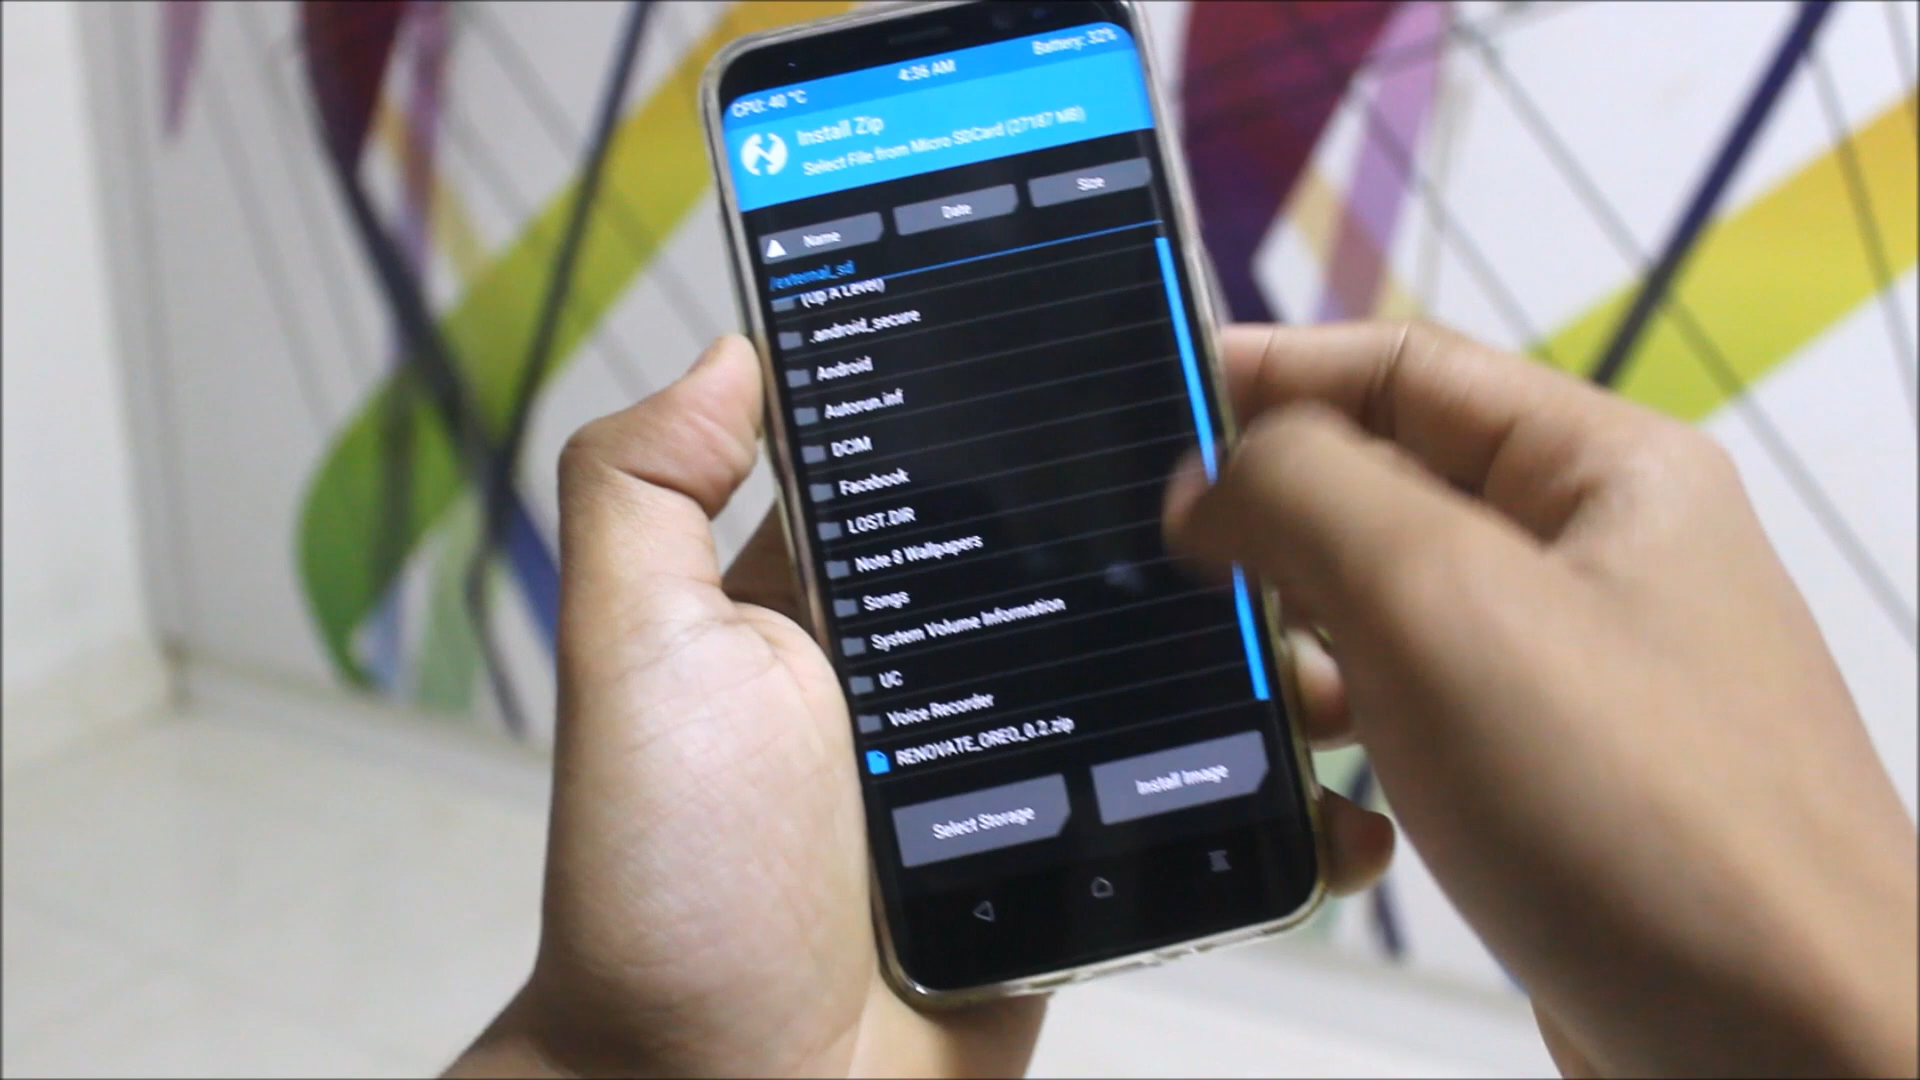 4:36 AM
Battery: 32%
CPU: 40 °C
Install Zip
Select File from Micro SDCard (27187 MB)
Name
Date
Size
/external_sd
(Up A Level)
.android_secure
Android
Autorun.inf
DCIM
Facebook
LOST.DIR
Note 8 Wallpapers
Songs
System Volume Information
UC
Voice Recorder
RENOVATE_OREO_0.2.zip
Select Storage
Install Image